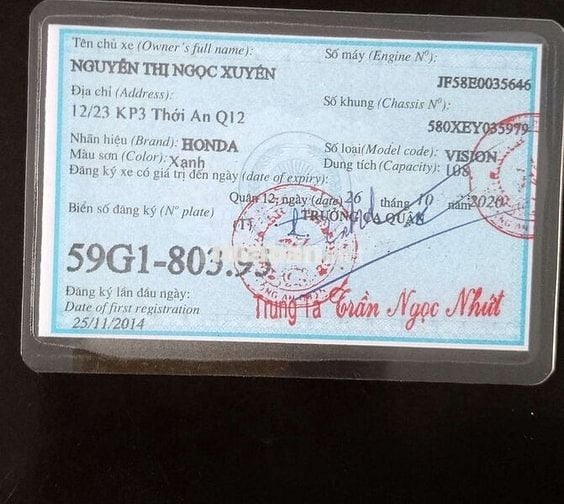 Tên chủ xe (Owner's full name):
NGUYỄN THỊ NGỌC XUYẾN
Địa chỉ (Address):
12/23 KP3 Thới An Q12
Nhãn hiệu (Brand): HONDA
Màu sơn (Color): Xanh
Số máy (Engine Nº):
JF58E0035646
Số khung (Chassis Nº):
580XEY035979
Số loại(Model code): VISION
Dung tích (Capacity): 108
Đăng ký xe có giá trị đến ngày (date of expiry):
Quận 12, ngày (date) 26 tháng 10 năm 2020
Biển số đăng ký (Nº plate)
TRƯỞNG CA QUẬN
59G1-803.93
Đăng ký lần đầu ngày:
Date of first registration
25/11/2014
Trung Tá Trần Ngọc Nhứt